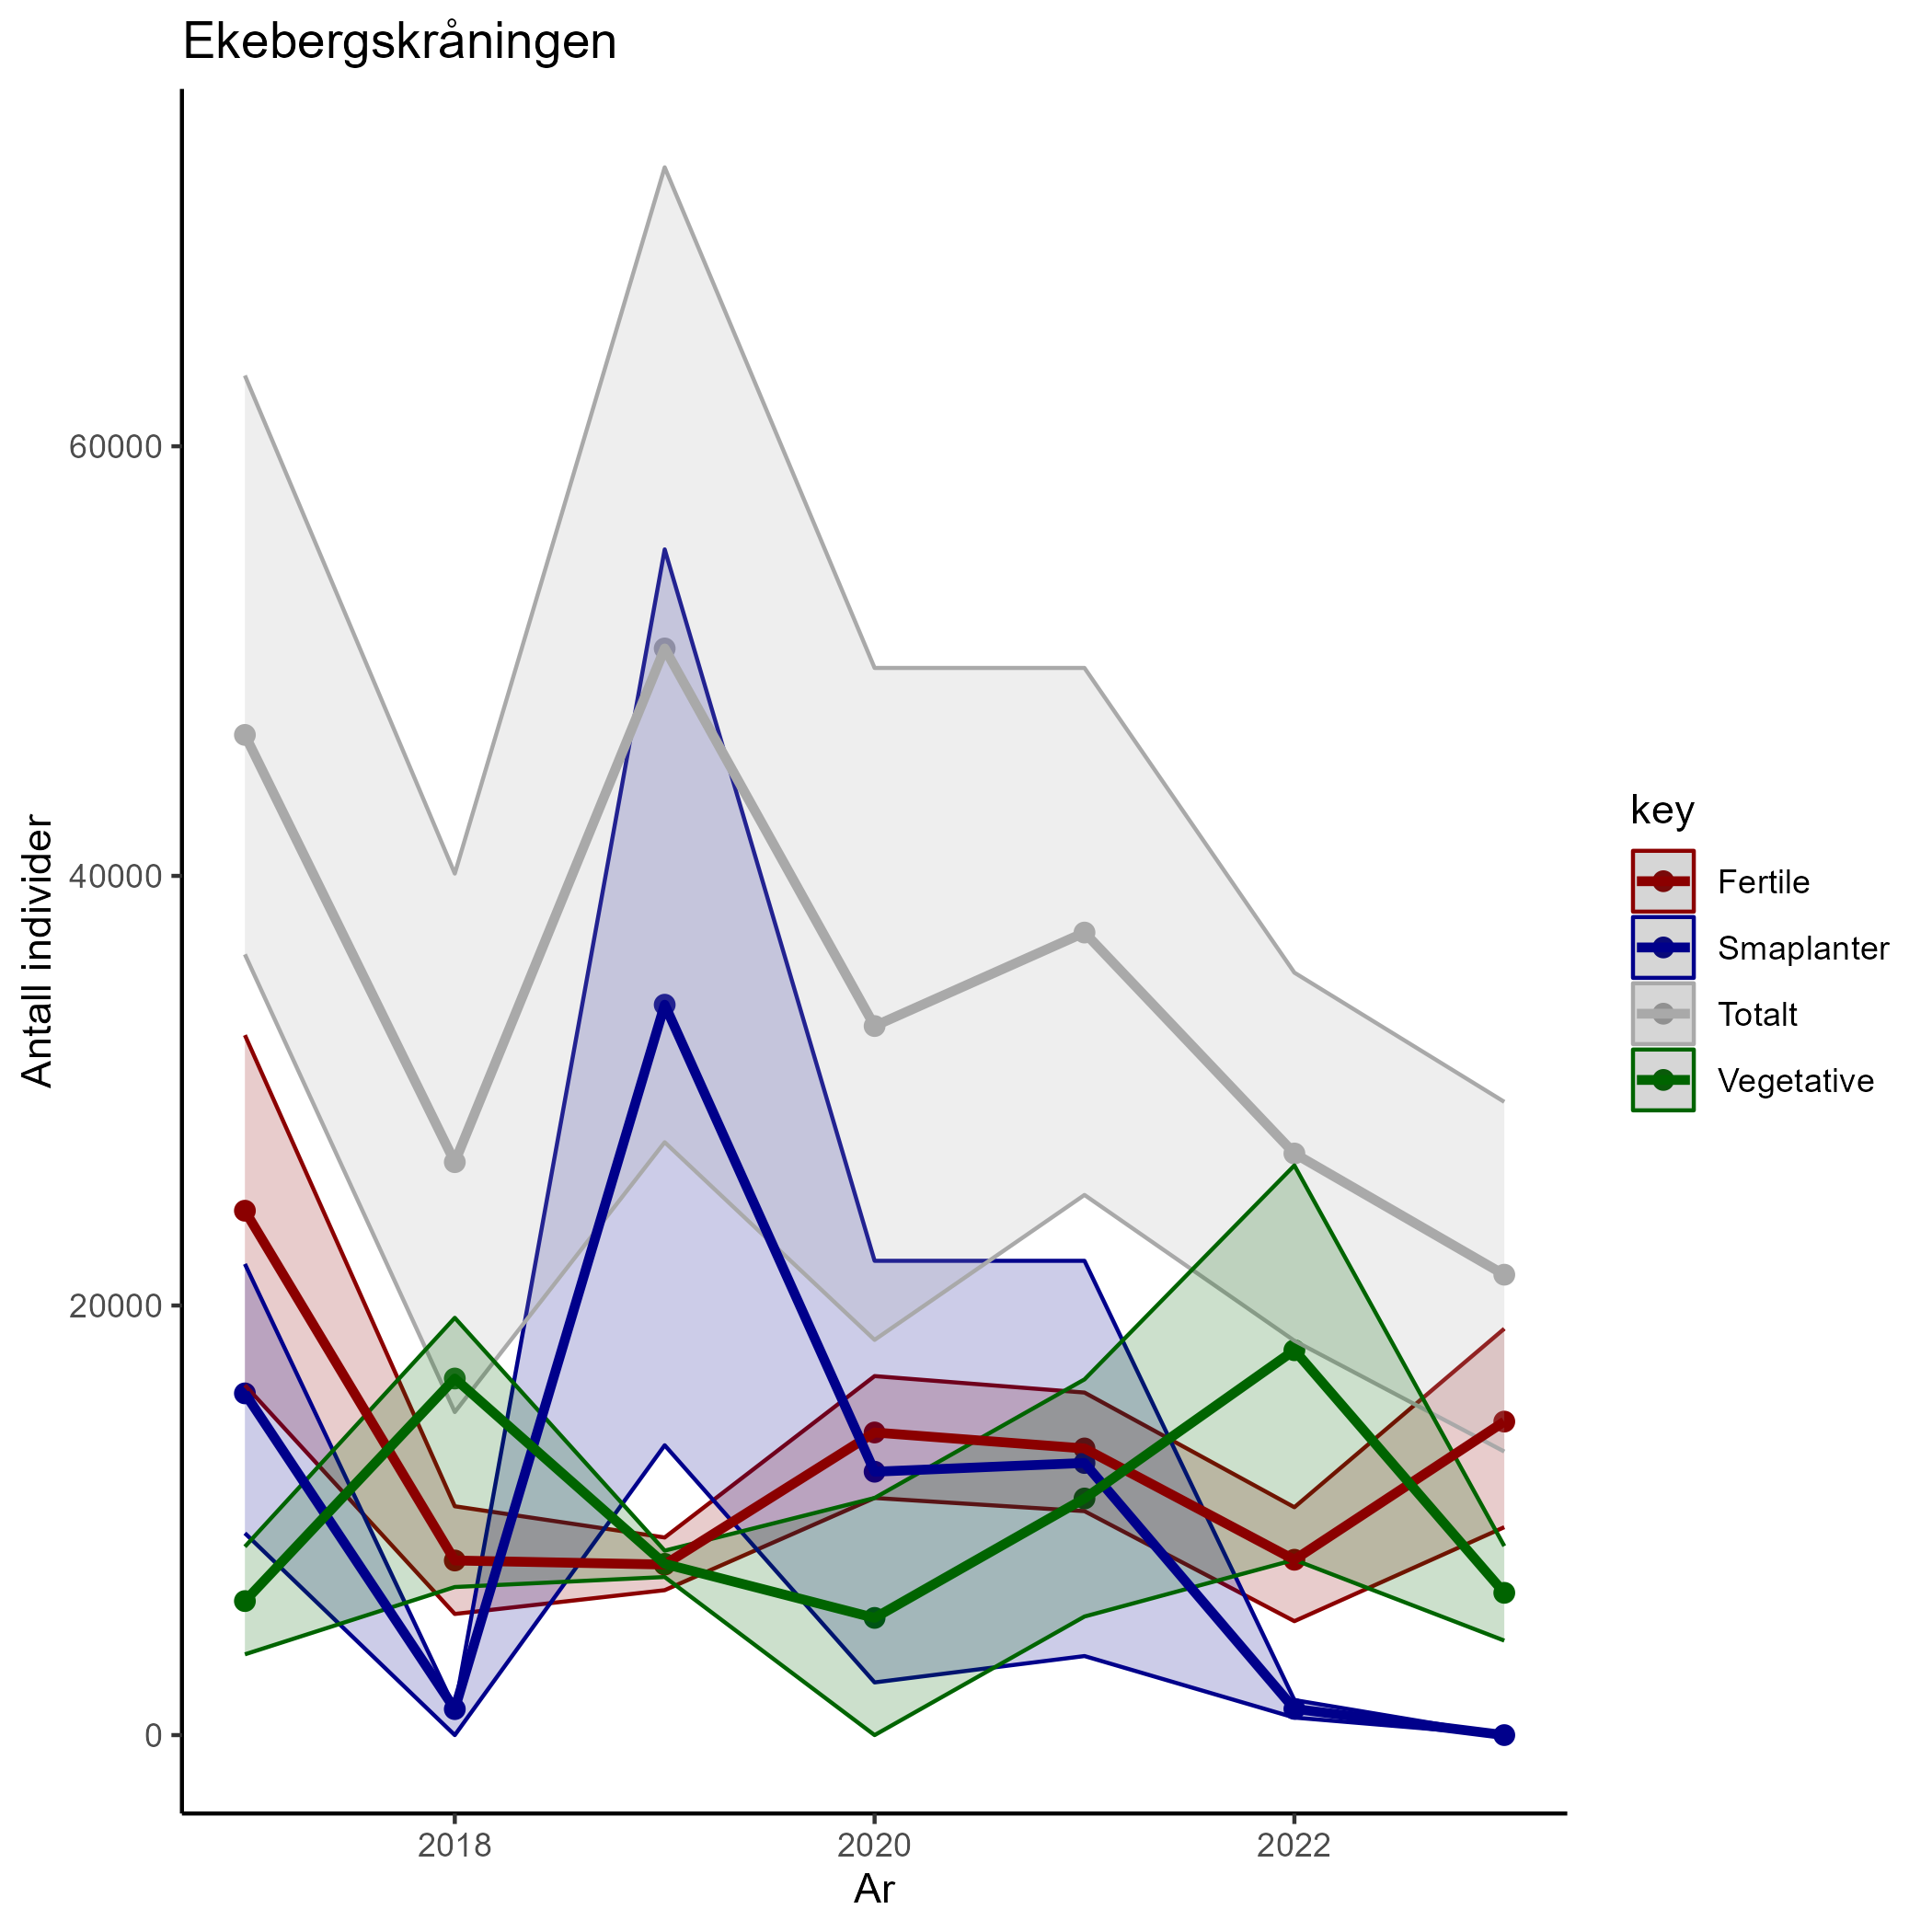 Ekebergskråningen
Antall individer
60000
40000
20000
0
2018
2020
2022
Ar
key
Fertile
Smaplanter
Totalt
Vegetative